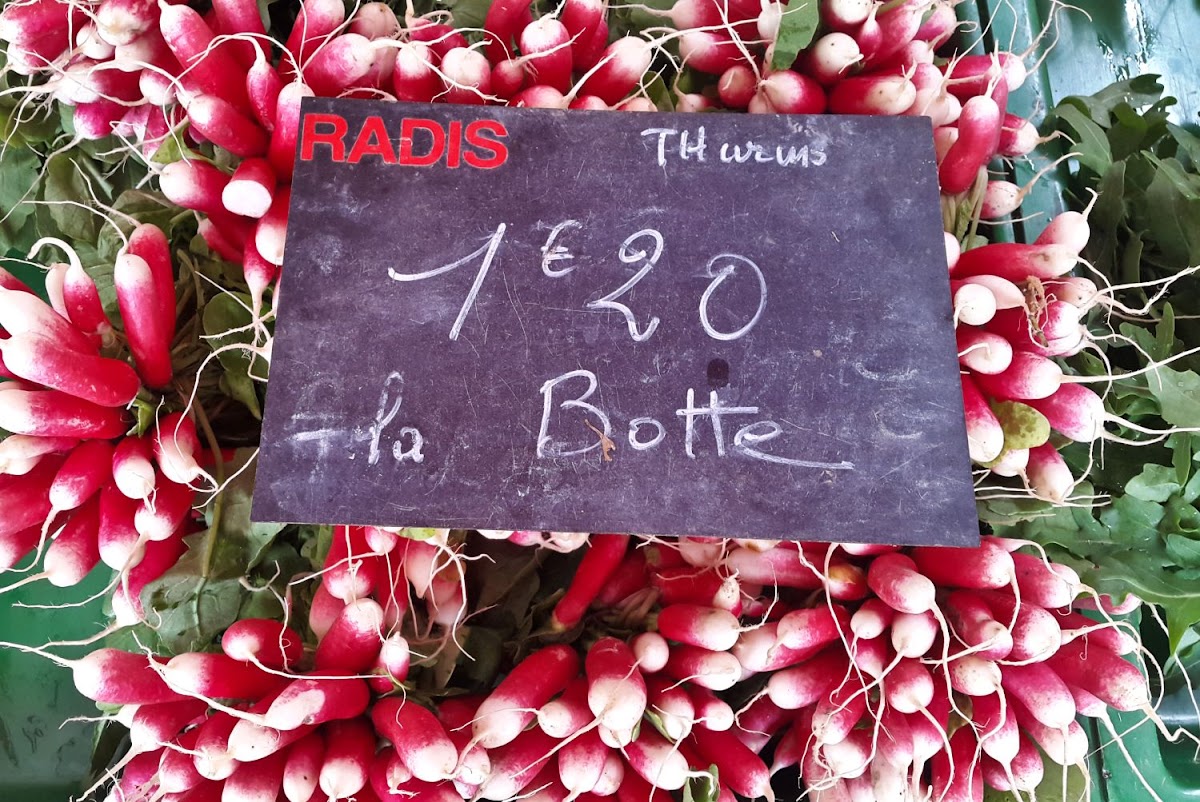 RADIS THurins
1€20
la Botte